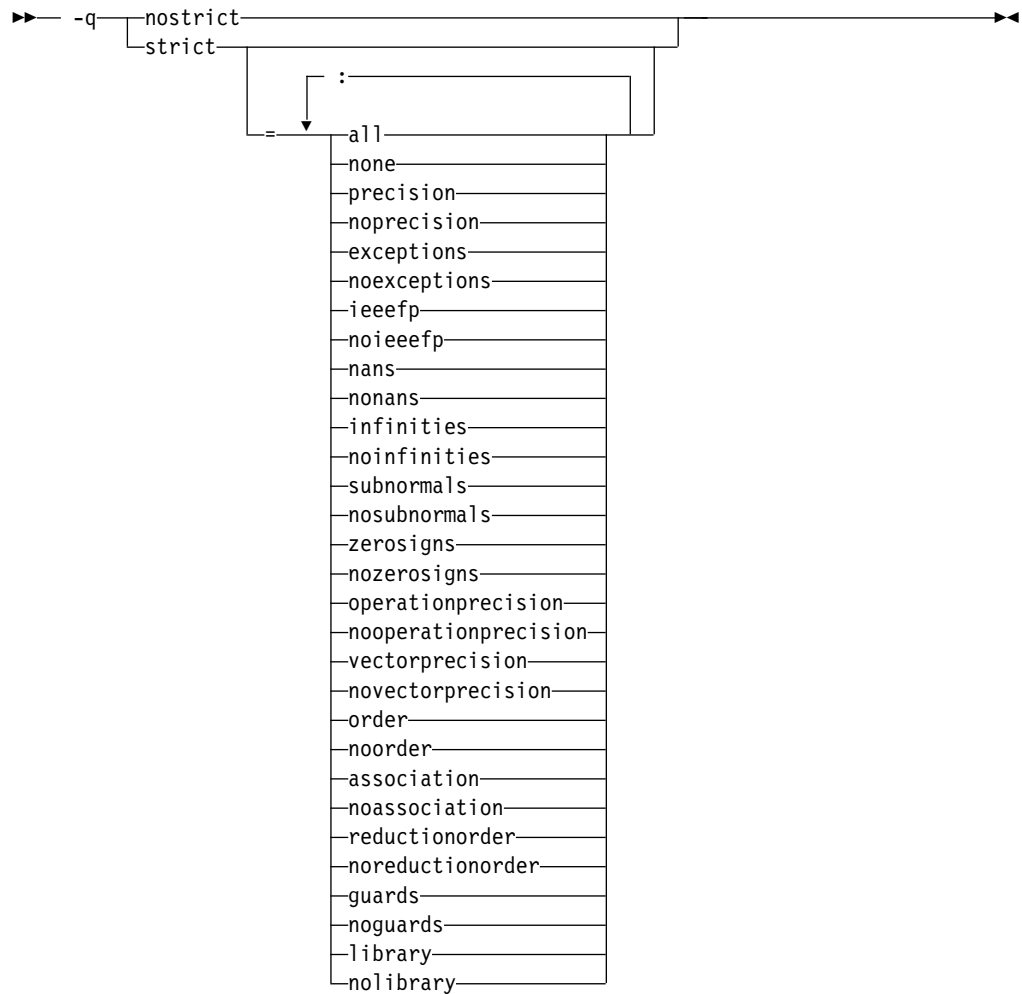 -q nostrict
strict
:
= all
none
precision
noprecision
exceptions
noexceptions
ieeefp
noieeefp
nans
nonans
infinities
noinfinities
subnormals
nosubnormals
zerosigns
nozerosigns
operationprecision
nooperationprecision
vectorprecision
novectorprecision
order
noorder
association
noassociation
reductionorder
noreductionorder
guards
noguards
library
nolibrary